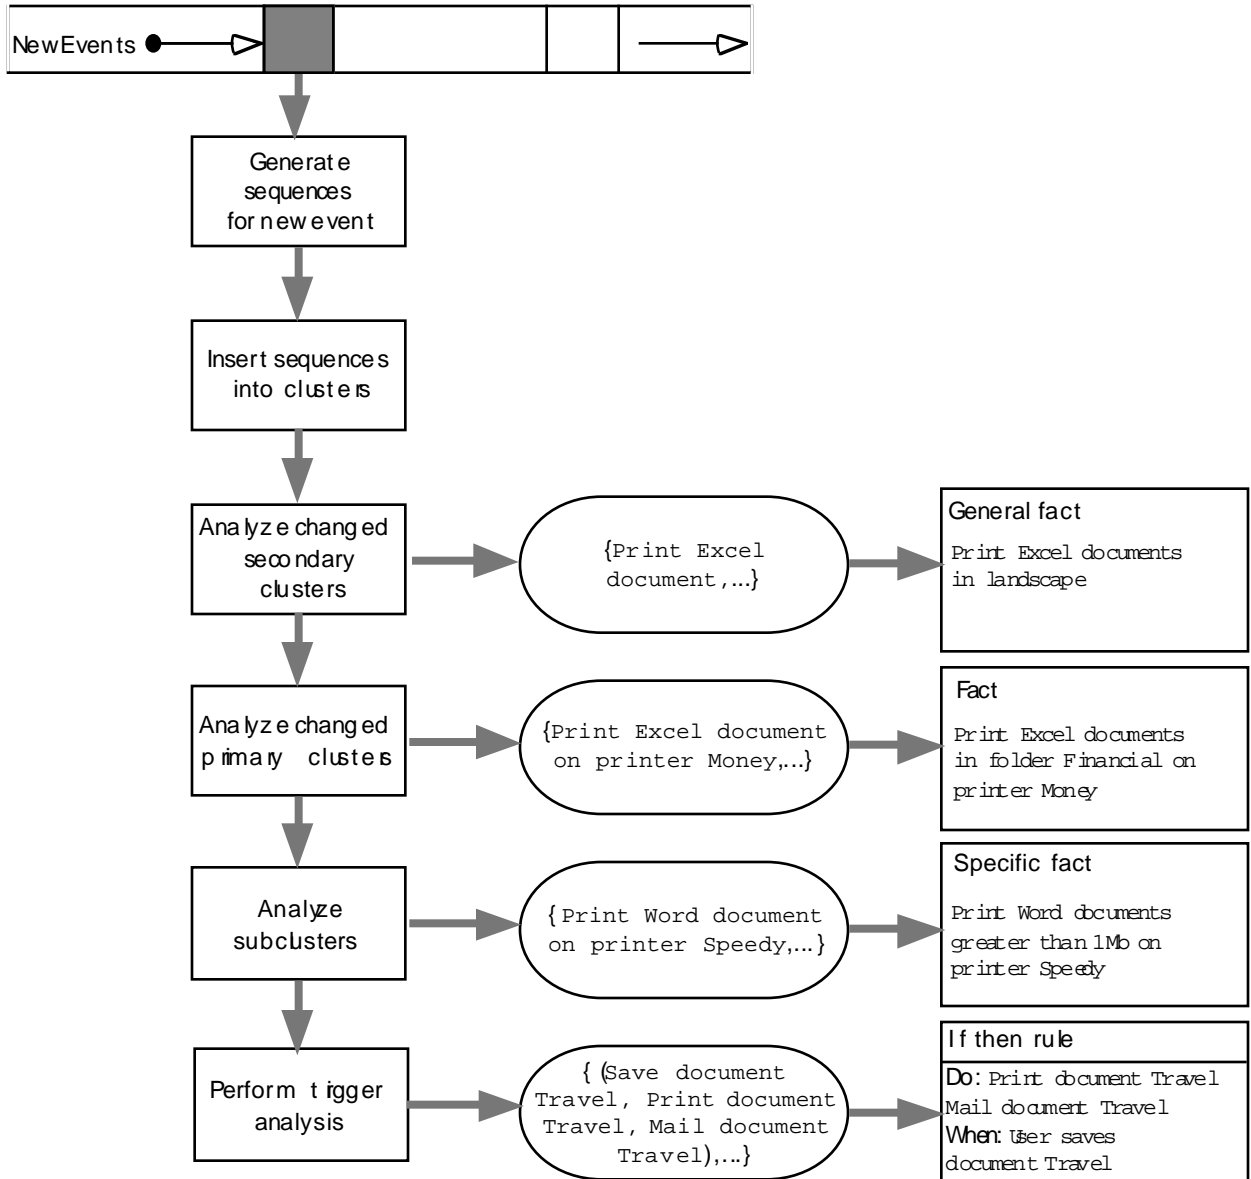 New Events
Generate
sequences
for new event
Insert sequences
into clusters
Analyze changed
secondary
clusters
{Print Excel
document,...}
General fact
Print Excel documents
in landscape
Analyze changed
primary clusters
{Print Excel document
on printer Money,...}
Fact
Print Excel documents
in folder Financial on
printer Money
Analyze
subclusters
{Print Word document
on printer Speedy,...}
Specific fact
Print Word documents
greater than 1Mb on
printer Speedy
Perform trigger
analysis
{(Save document
Travel, Print document
Travel, Mail document
Travel),...}
If then rule
Do: Print document Travel
Mail document Travel
When: User saves
document Travel